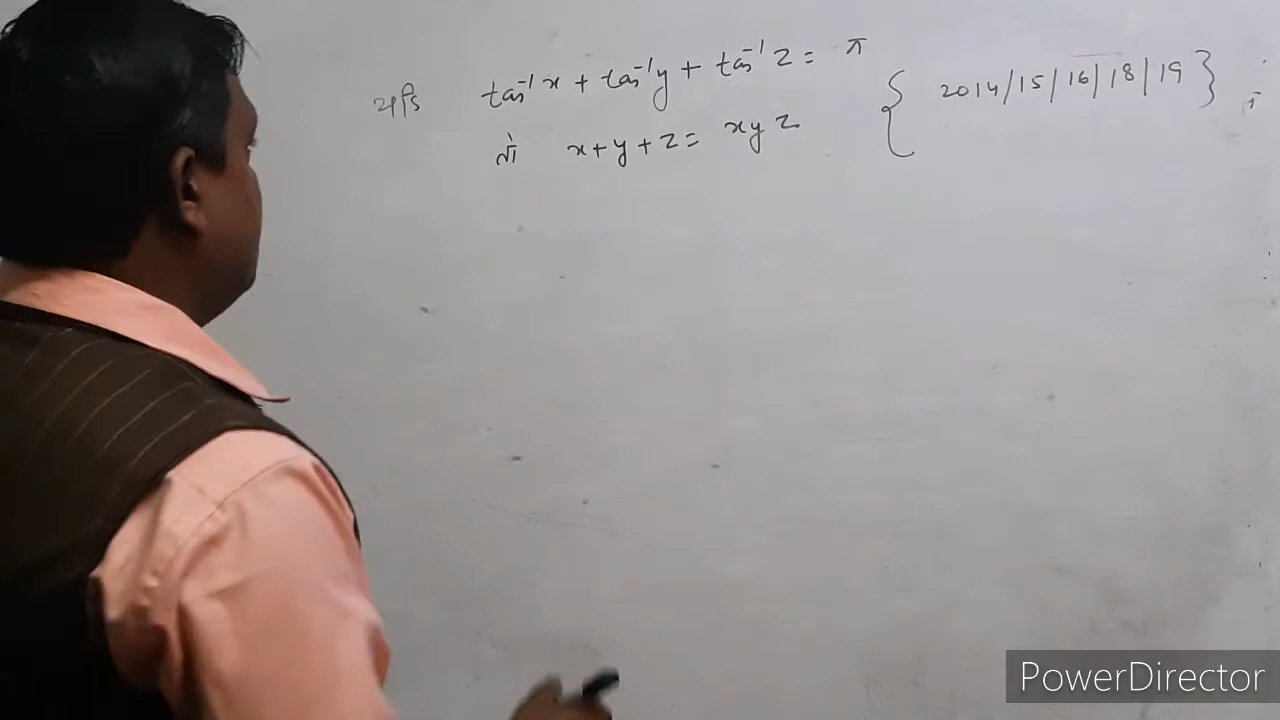 यदि tan⁻¹x + tan⁻¹y + tan⁻¹z = π { 2014/15/16/18/19 }
तो x+y+z = xyz
PowerDirector